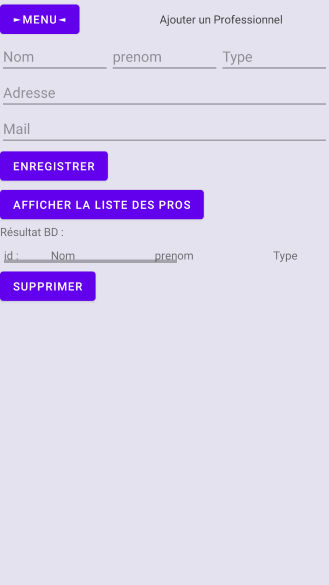 ►MENU◄ Ajouter un Professionnel
Nom prenom Type
Adresse
Mail
ENREGISTRER
AFFICHER LA LISTE DES PROS
Résultat BD :
id : Nom prenom Type
SUPPRIMER